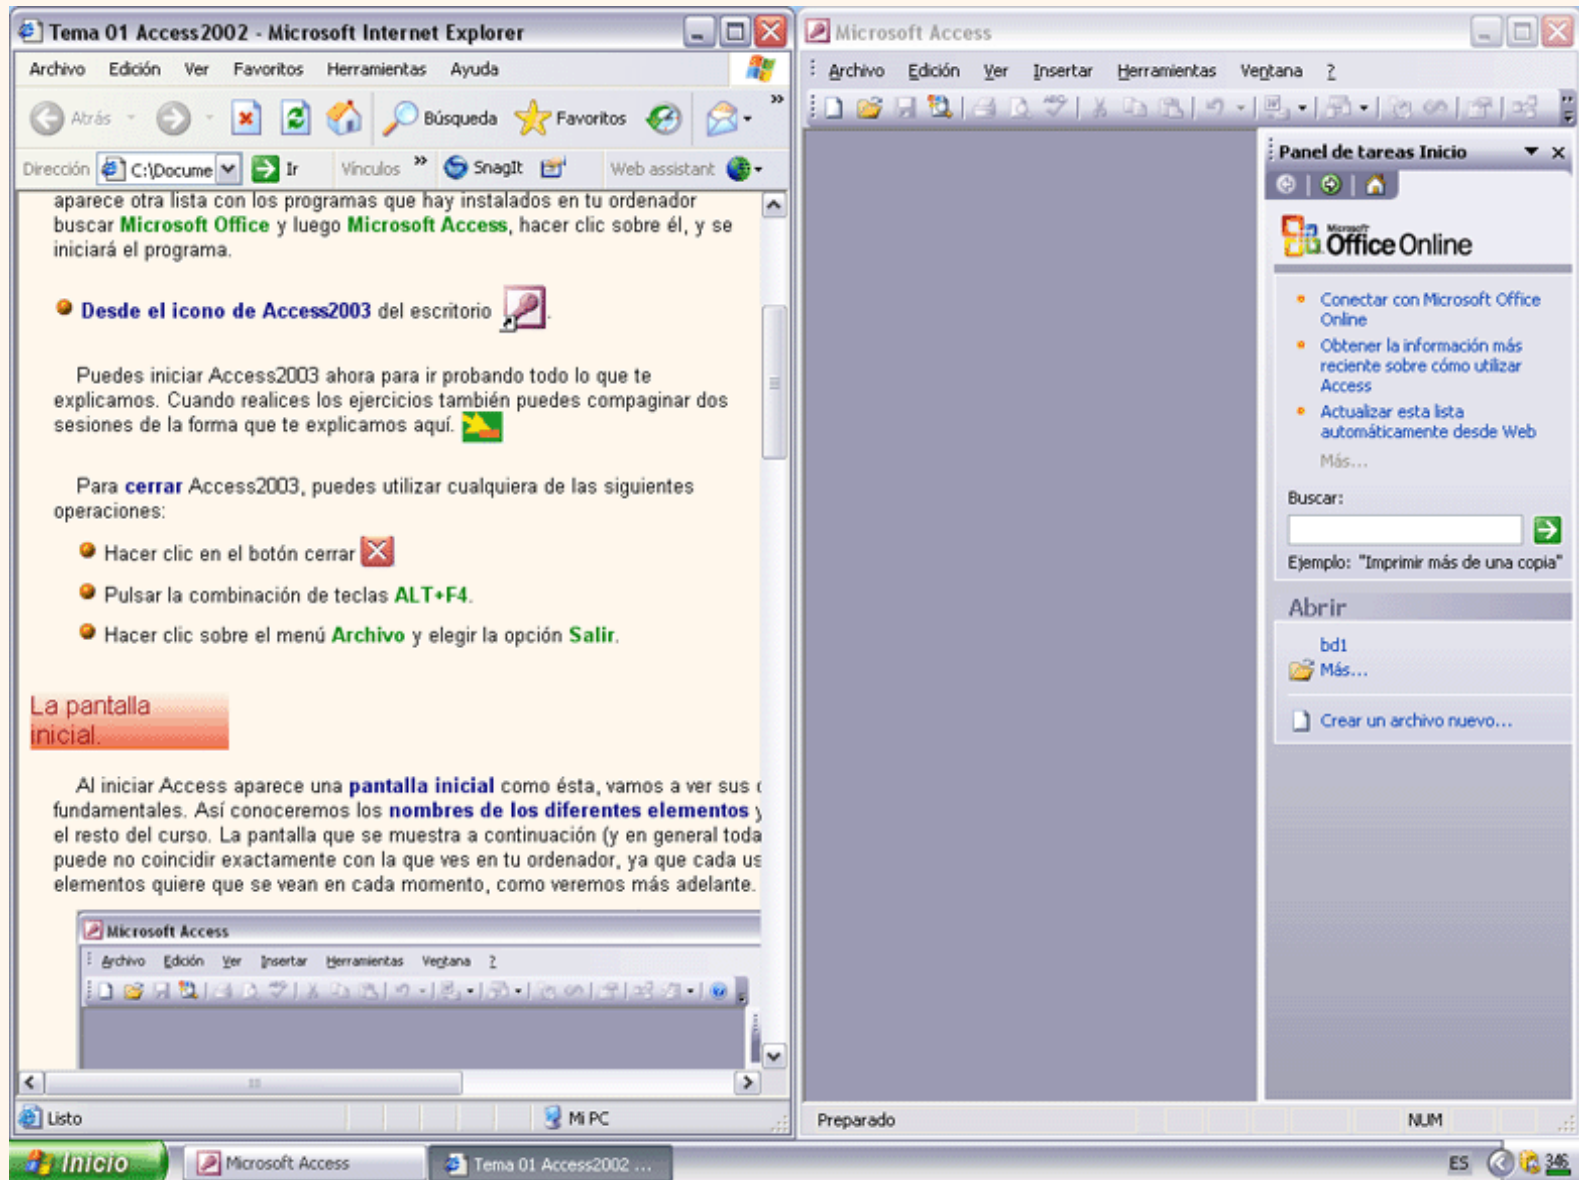 Tema 01 Access2002 - Microsoft Internet Explorer
Archivo Edición Ver Favoritos Herramientas Ayuda
Atrás Búsqueda Favoritos »
Dirección C:\Docume Ir Vínculos » SnagIt Web assistant
aparece otra lista con los programas que hay instalados en tu ordenador
buscar Microsoft Office y luego Microsoft Access, hacer clic sobre él, y se
iniciará el programa.
Desde el icono de Access2003 del escritorio .
Puedes iniciar Access2003 ahora para ir probando todo lo que te
explicamos. Cuando realices los ejercicios también puedes compaginar dos
sesiones de la forma que te explicamos aquí.
Para cerrar Access2003, puedes utilizar cualquiera de las siguientes
operaciones:
Hacer clic en el botón cerrar
Pulsar la combinación de teclas ALT+F4.
Hacer clic sobre el menú Archivo y elegir la opción Salir.
La pantalla
inicial.
Al iniciar Access aparece una pantalla inicial como ésta, vamos a ver sus
fundamentales. Así conoceremos los nombres de los diferentes elementos y
el resto del curso. La pantalla que se muestra a continuación (y en general toda
puede no coincidir exactamente con la que ves en tu ordenador, ya que cada us
elementos quiere que se vean en cada momento, como veremos más adelante.
Microsoft Access
Archivo Edición Ver Insertar Herramientas Ventana ?
Listo Mi PC
Microsoft Access
Archivo Edición Ver Insertar Herramientas Ventana ?
Panel de tareas Inicio
Microsoft
Office Online
Conectar con Microsoft Office
Online
Obtener la información más
reciente sobre cómo utilizar
Access
Actualizar esta lista
automáticamente desde Web
Más...
Buscar:
Ejemplo: "Imprimir más de una copia"
Abrir
bd1
Más...
Crear un archivo nuevo...
Preparado NUM
Inicio Microsoft Access Tema 01 Access2002 ... ES 346